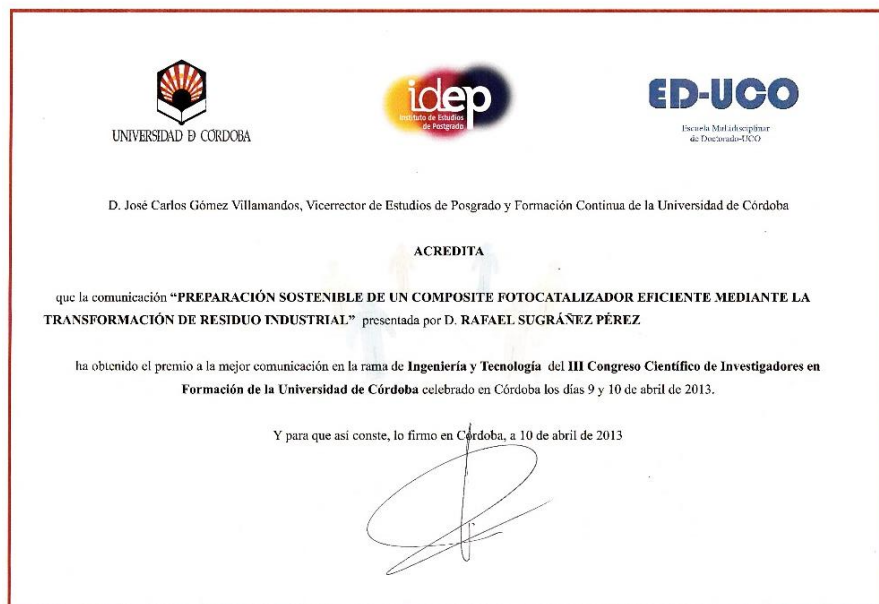 UNIVERSIDAD Đ CORDOBA
idep
Instituto de Estudios
de Postgrado
ED-UCO
Escuela Multidisciplinar
de Doctorado-UCO
D. José Carlos Gómez Villamandos, Vicerrector de Estudios de Posgrado y Formación Continua de la Universidad de Córdoba
ACREDITA
que la comunicación “PREPARACIÓN SOSTENIBLE DE UN COMPOSITE FOTOCATALIZADOR EFICIENTE MEDIANTE LA
TRANSFORMACIÓN DE RESIDUO INDUSTRIAL” presentada por D. RAFAEL SUGRÁÑEZ PÉREZ
ha obtenido el premio a la mejor comunicación en la rama de Ingeniería y Tecnología del III Congreso Científico de Investigadores en
Formación de la Universidad de Córdoba celebrado en Córdoba los días 9 y 10 de abril de 2013.
Y para que así conste, lo firmo en Córdoba, a 10 de abril de 2013